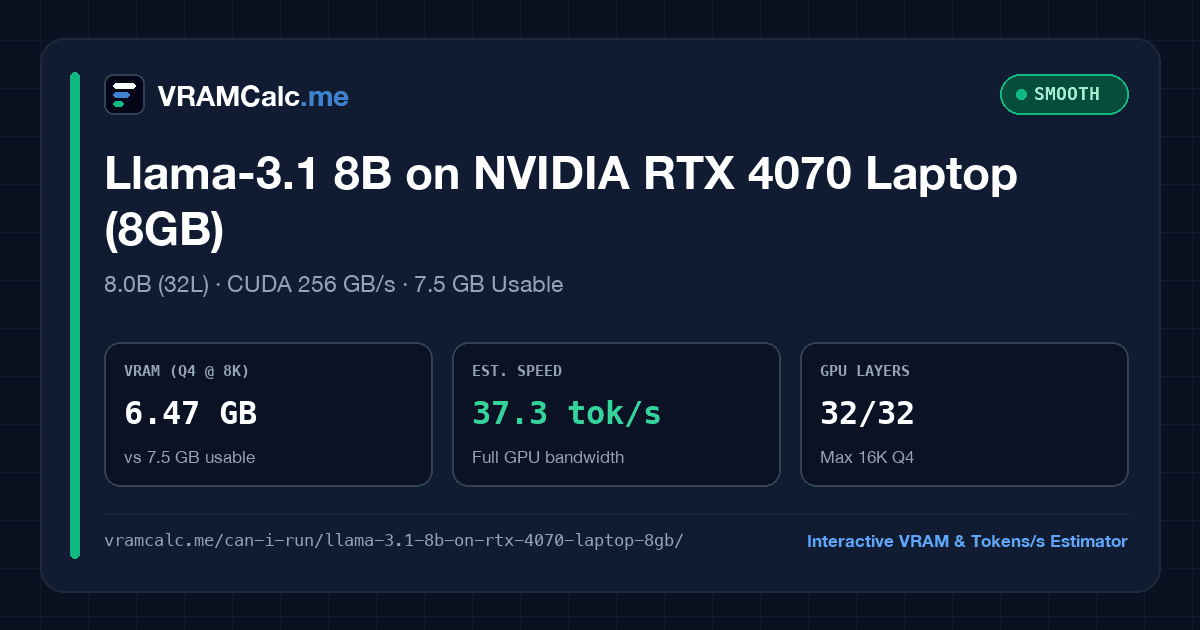 VRAMCalc.me
SMOOTH
Llama-3.1 8B on NVIDIA RTX 4070 Laptop
(8GB)
8.0B (32L) · CUDA 256 GB/s · 7.5 GB Usable
VRAM (Q4 @ 8K)
6.47 GB
vs 7.5 GB usable
EST. SPEED
37.3 tok/s
Full GPU bandwidth
GPU LAYERS
32/32
Max 16K Q4
vramcalc.me/can-i-run/llama-3.1-8b-on-rtx-4070-laptop-8gb/
Interactive VRAM & Tokens/s Estimator